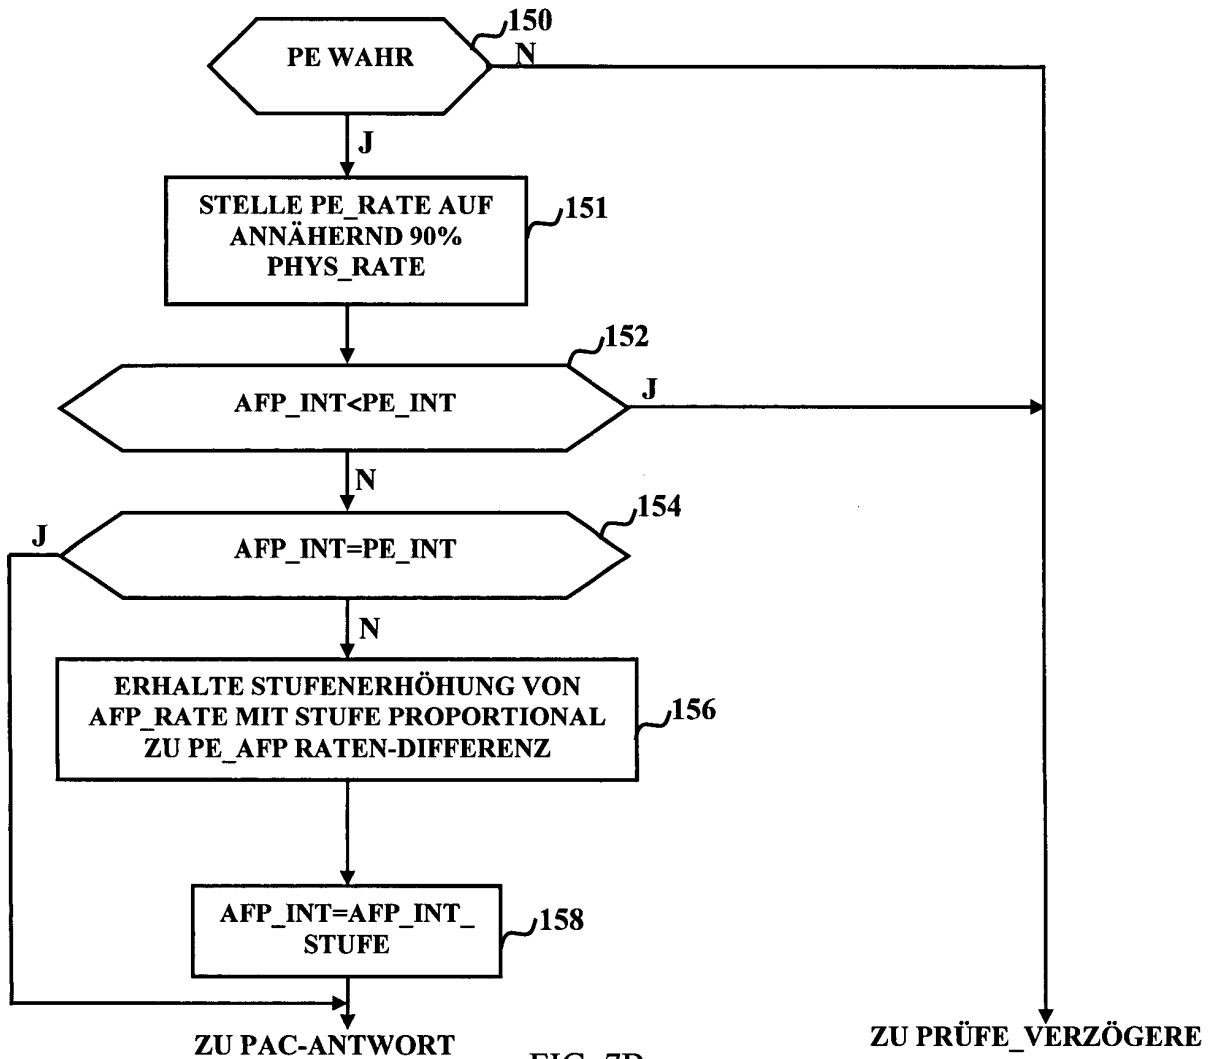 150
PE WAHR
N
J
STELLE PE_RATE AUF
ANNÄHERND 90%
PHYS_RATE
151
152
AFP_INT<PE_INT
J
N
154
J
AFP_INT=PE_INT
N
ERHALTE STUFENERHÖHUNG VON
AFP_RATE MIT STUFE PROPORTIONAL
ZU PE_AFP RATEN-DIFFERENZ
156
AFP_INT=AFP_INT_
STUFE
158
ZU PAC-ANTWORT
ZU PRÜFE_VERZÖGERE